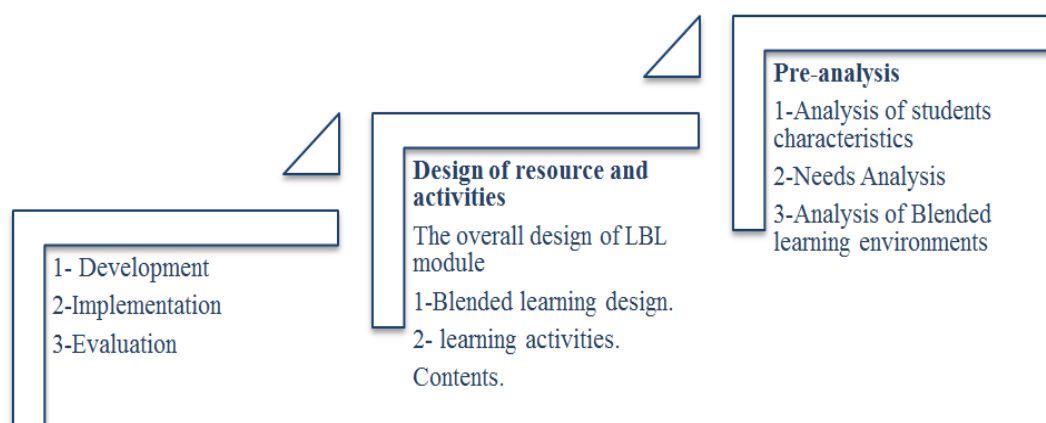 1- Development
2-Implementation
3-Evaluation
Design of resource and
activities
The overall design of LBL
module
1-Blended learning design.
2- learning activities.
Contents.
Pre-analysis
1-Analysis of students
characteristics
2-Needs Analysis
3-Analysis of Blended
learning environments